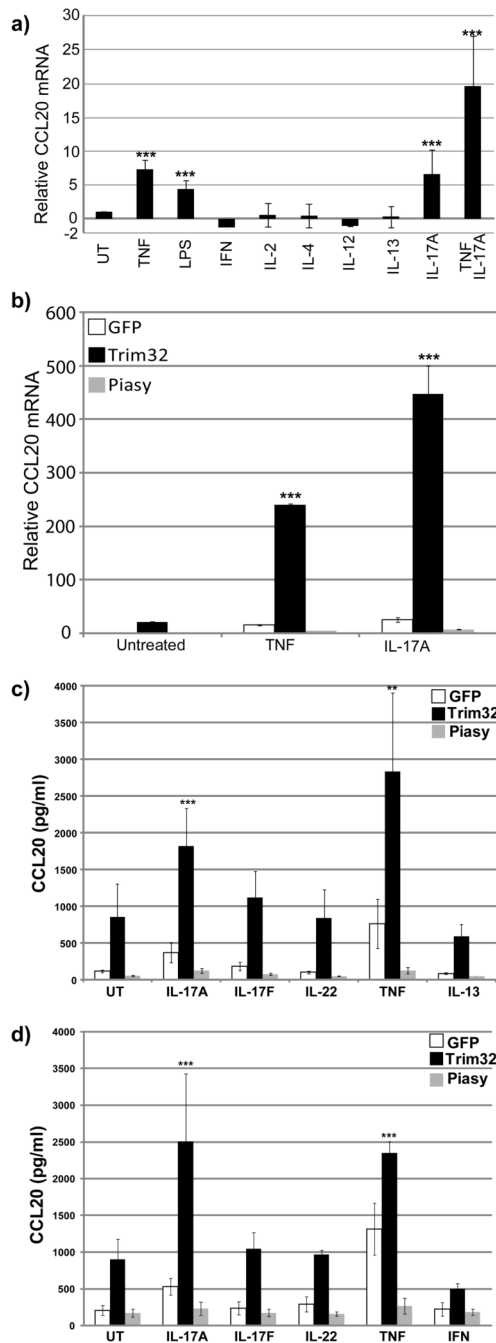 a)
Relative CCL20 mRNA
30
25
20
15
10
5
0
-2
***
***
***
***
UT
TNF
LPS
IFN
IL-2
IL-4
IL-12
IL-13
IL-17A
TNF
IL-17A
b)
Relative CCL20 mRNA
600
500
400
300
200
100
0
GFP
Trim32
Piasy
***
***
Untreated
TNF
IL-17A
c)
CCL20 (pg/ml)
4000
3500
3000
2500
2000
1500
1000
500
0
GFP
Trim32
Piasy
***
**
UT
IL-17A
IL-17F
IL-22
TNF
IL-13
d)
CCL20 (pg/ml)
4000
3500
3000
2500
2000
1500
1000
500
0
GFP
Trim32
Piasy
***
***
UT
IL-17A
IL-17F
IL-22
TNF
IFN